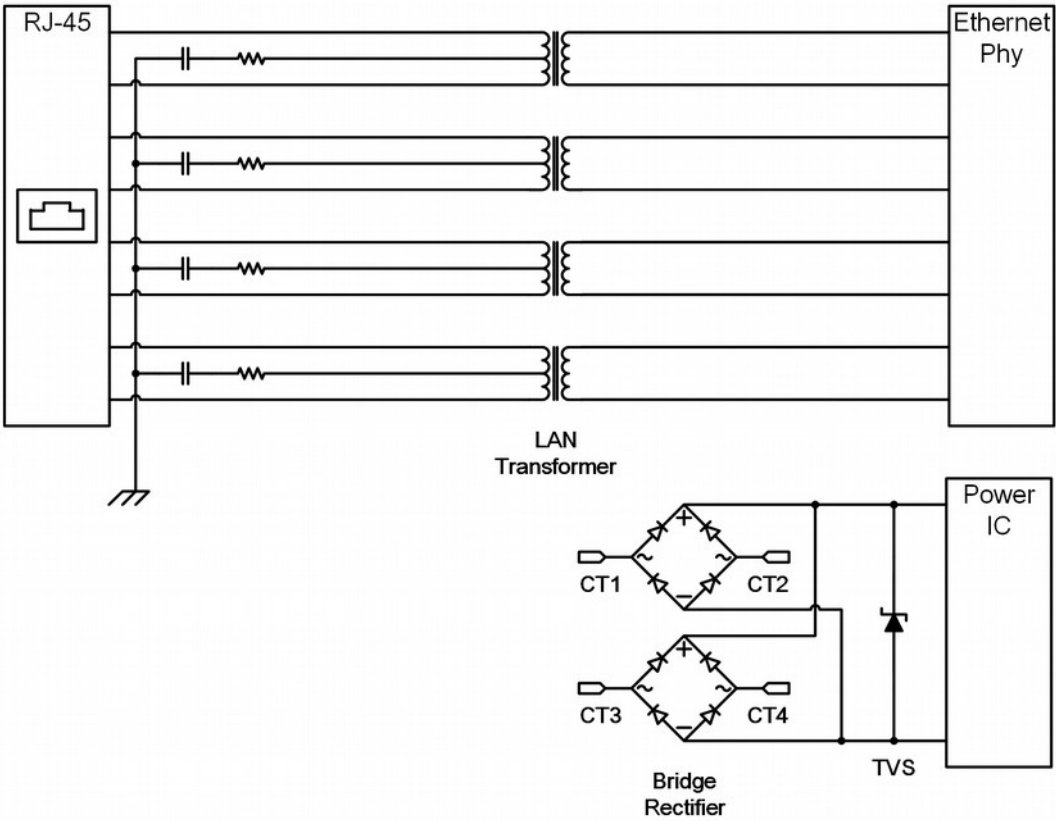 RJ-45
Ethernet
Phy
LAN
Transformer
Power
IC
+
~
~
−
CT1
CT2
+
~
~
−
CT3
CT4
TVS
Bridge
Rectifier